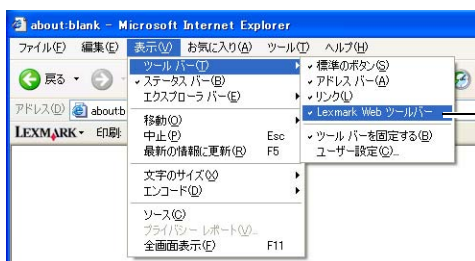 about:blank - Microsoft Internet Explorer
ファイル(F) 編集(E) 表示(V) お気に入り(A) ツール(T) ヘルプ(H)
戻る
アドレス(D) about:b
LEXMARK
ツール バー(T)
ステータス バー(B)
エクスプローラ バー(E)
移動(O)
中止(P) Esc
最新の情報に更新(R) F5
文字のサイズ(X)
エンコード(D)
ソース(C)
プライバシー レポート(V)...
全画面表示(F) F11
標準のボタン(S)
アドレス バー(A)
リンク(L)
Lexmark Web ツールバー
ツール バーを固定する(B)
ユーザー設定(C)...